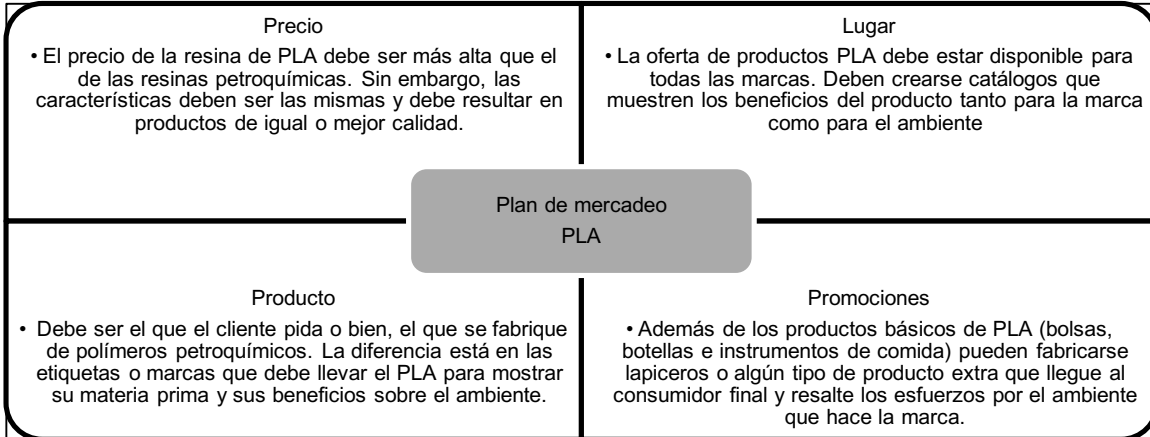 Precio
• El precio de la resina de PLA debe ser más alta que el
de las resinas petroquímicas. Sin embargo, las
características deben ser las mismas y debe resultar en
productos de igual o mejor calidad.
Lugar
• La oferta de productos PLA debe estar disponible para
todas las marcas. Deben crearse catálogos que
muestren los beneficios del producto tanto para la marca
como para el ambiente
Plan de mercadeo
PLA
Producto
• Debe ser el que el cliente pida o bien, el que se fabrique
de polímeros petroquímicos. La diferencia está en las
etiquetas o marcas que debe llevar el PLA para mostrar
su materia prima y sus beneficios sobre el ambiente.
Promociones
• Además de los productos básicos de PLA (bolsas,
botellas e instrumentos de comida) pueden fabricarse
lapiceros o algún tipo de producto extra que llegue al
consumidor final y resalte los esfuerzos por el ambiente
que hace la marca.